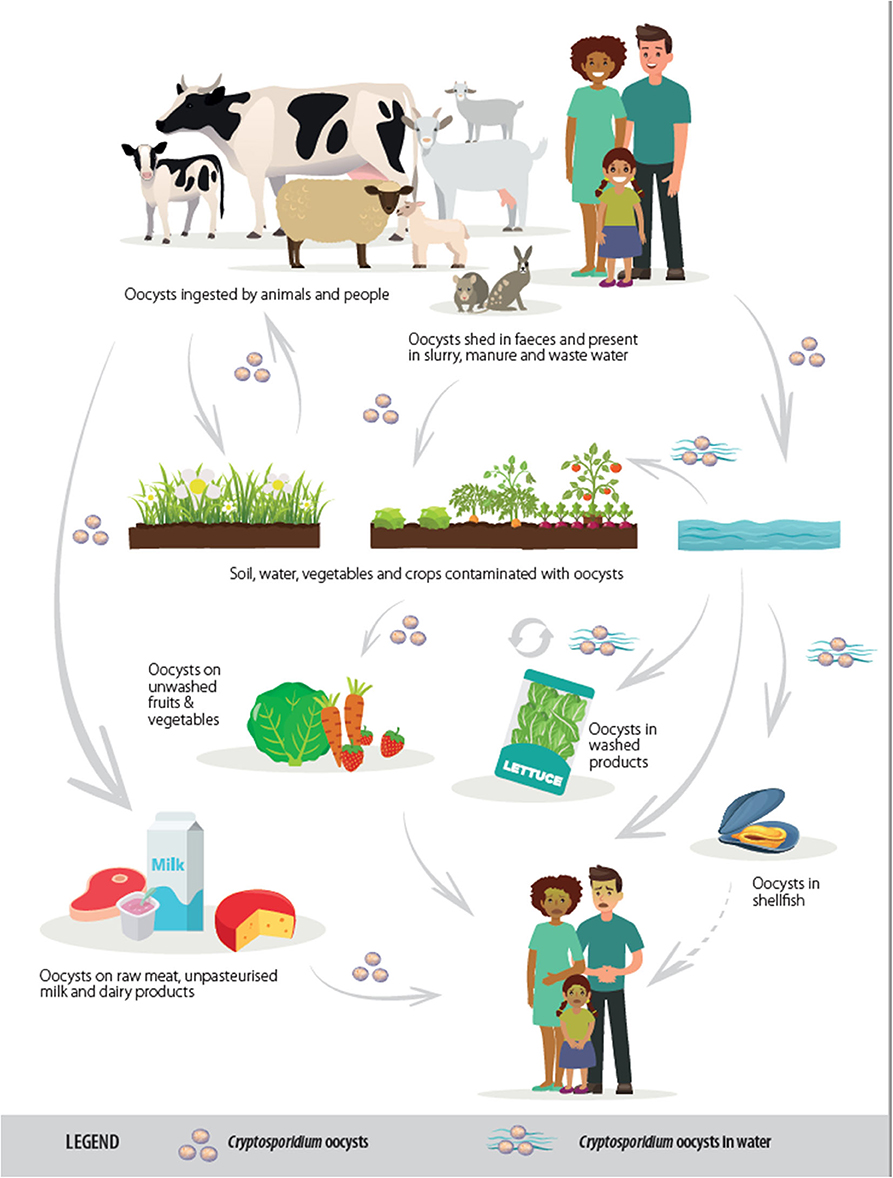 Oocysts ingested by animals and people
Oocysts shed in faeces and present
in slurry, manure and waste water
Soil, water, vegetables and crops contaminated with oocysts
Oocysts on
unwashed
fruits &
vegetables
LETTUCE
Oocysts in
washed
products
Milk
Oocysts in
shellfish
Oocysts on raw meat, unpasteurised
milk and dairy products
LEGEND
Cryptosporidium oocysts
Cryptosporidium oocysts in water